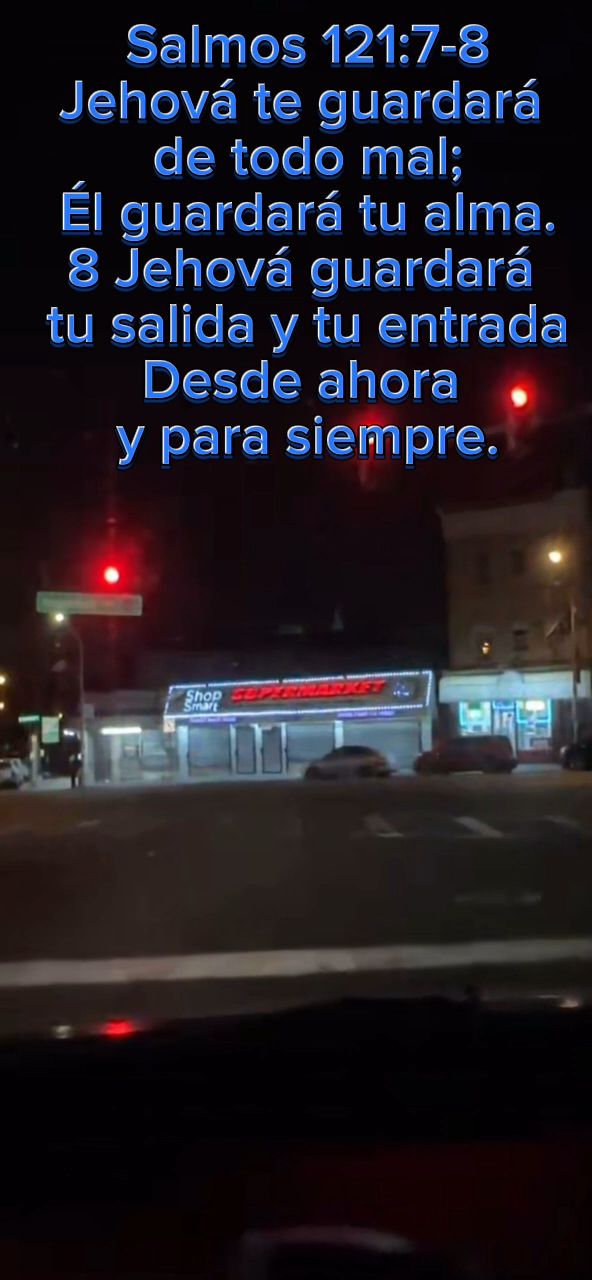 Salmos 121:7-8
Jehová te guardará
de todo mal;
Él guardará tu alma.
8 Jehová guardará
tu salida y tu entrada
Desde ahora
y para siempre.
Shop
Smart
SUPERMARKET